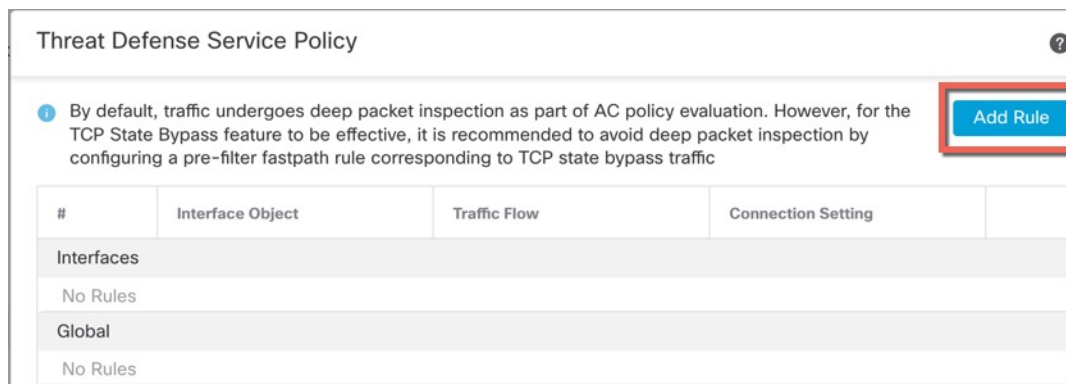 Threat Defense Service Policy
?
i By default, traffic undergoes deep packet inspection as part of AC policy evaluation. However, for the
TCP State Bypass feature to be effective, it is recommended to avoid deep packet inspection by
configuring a pre-filter fastpath rule corresponding to TCP state bypass traffic
Add Rule
# Interface Object Traffic Flow Connection Setting
Interfaces
No Rules
Global
No Rules